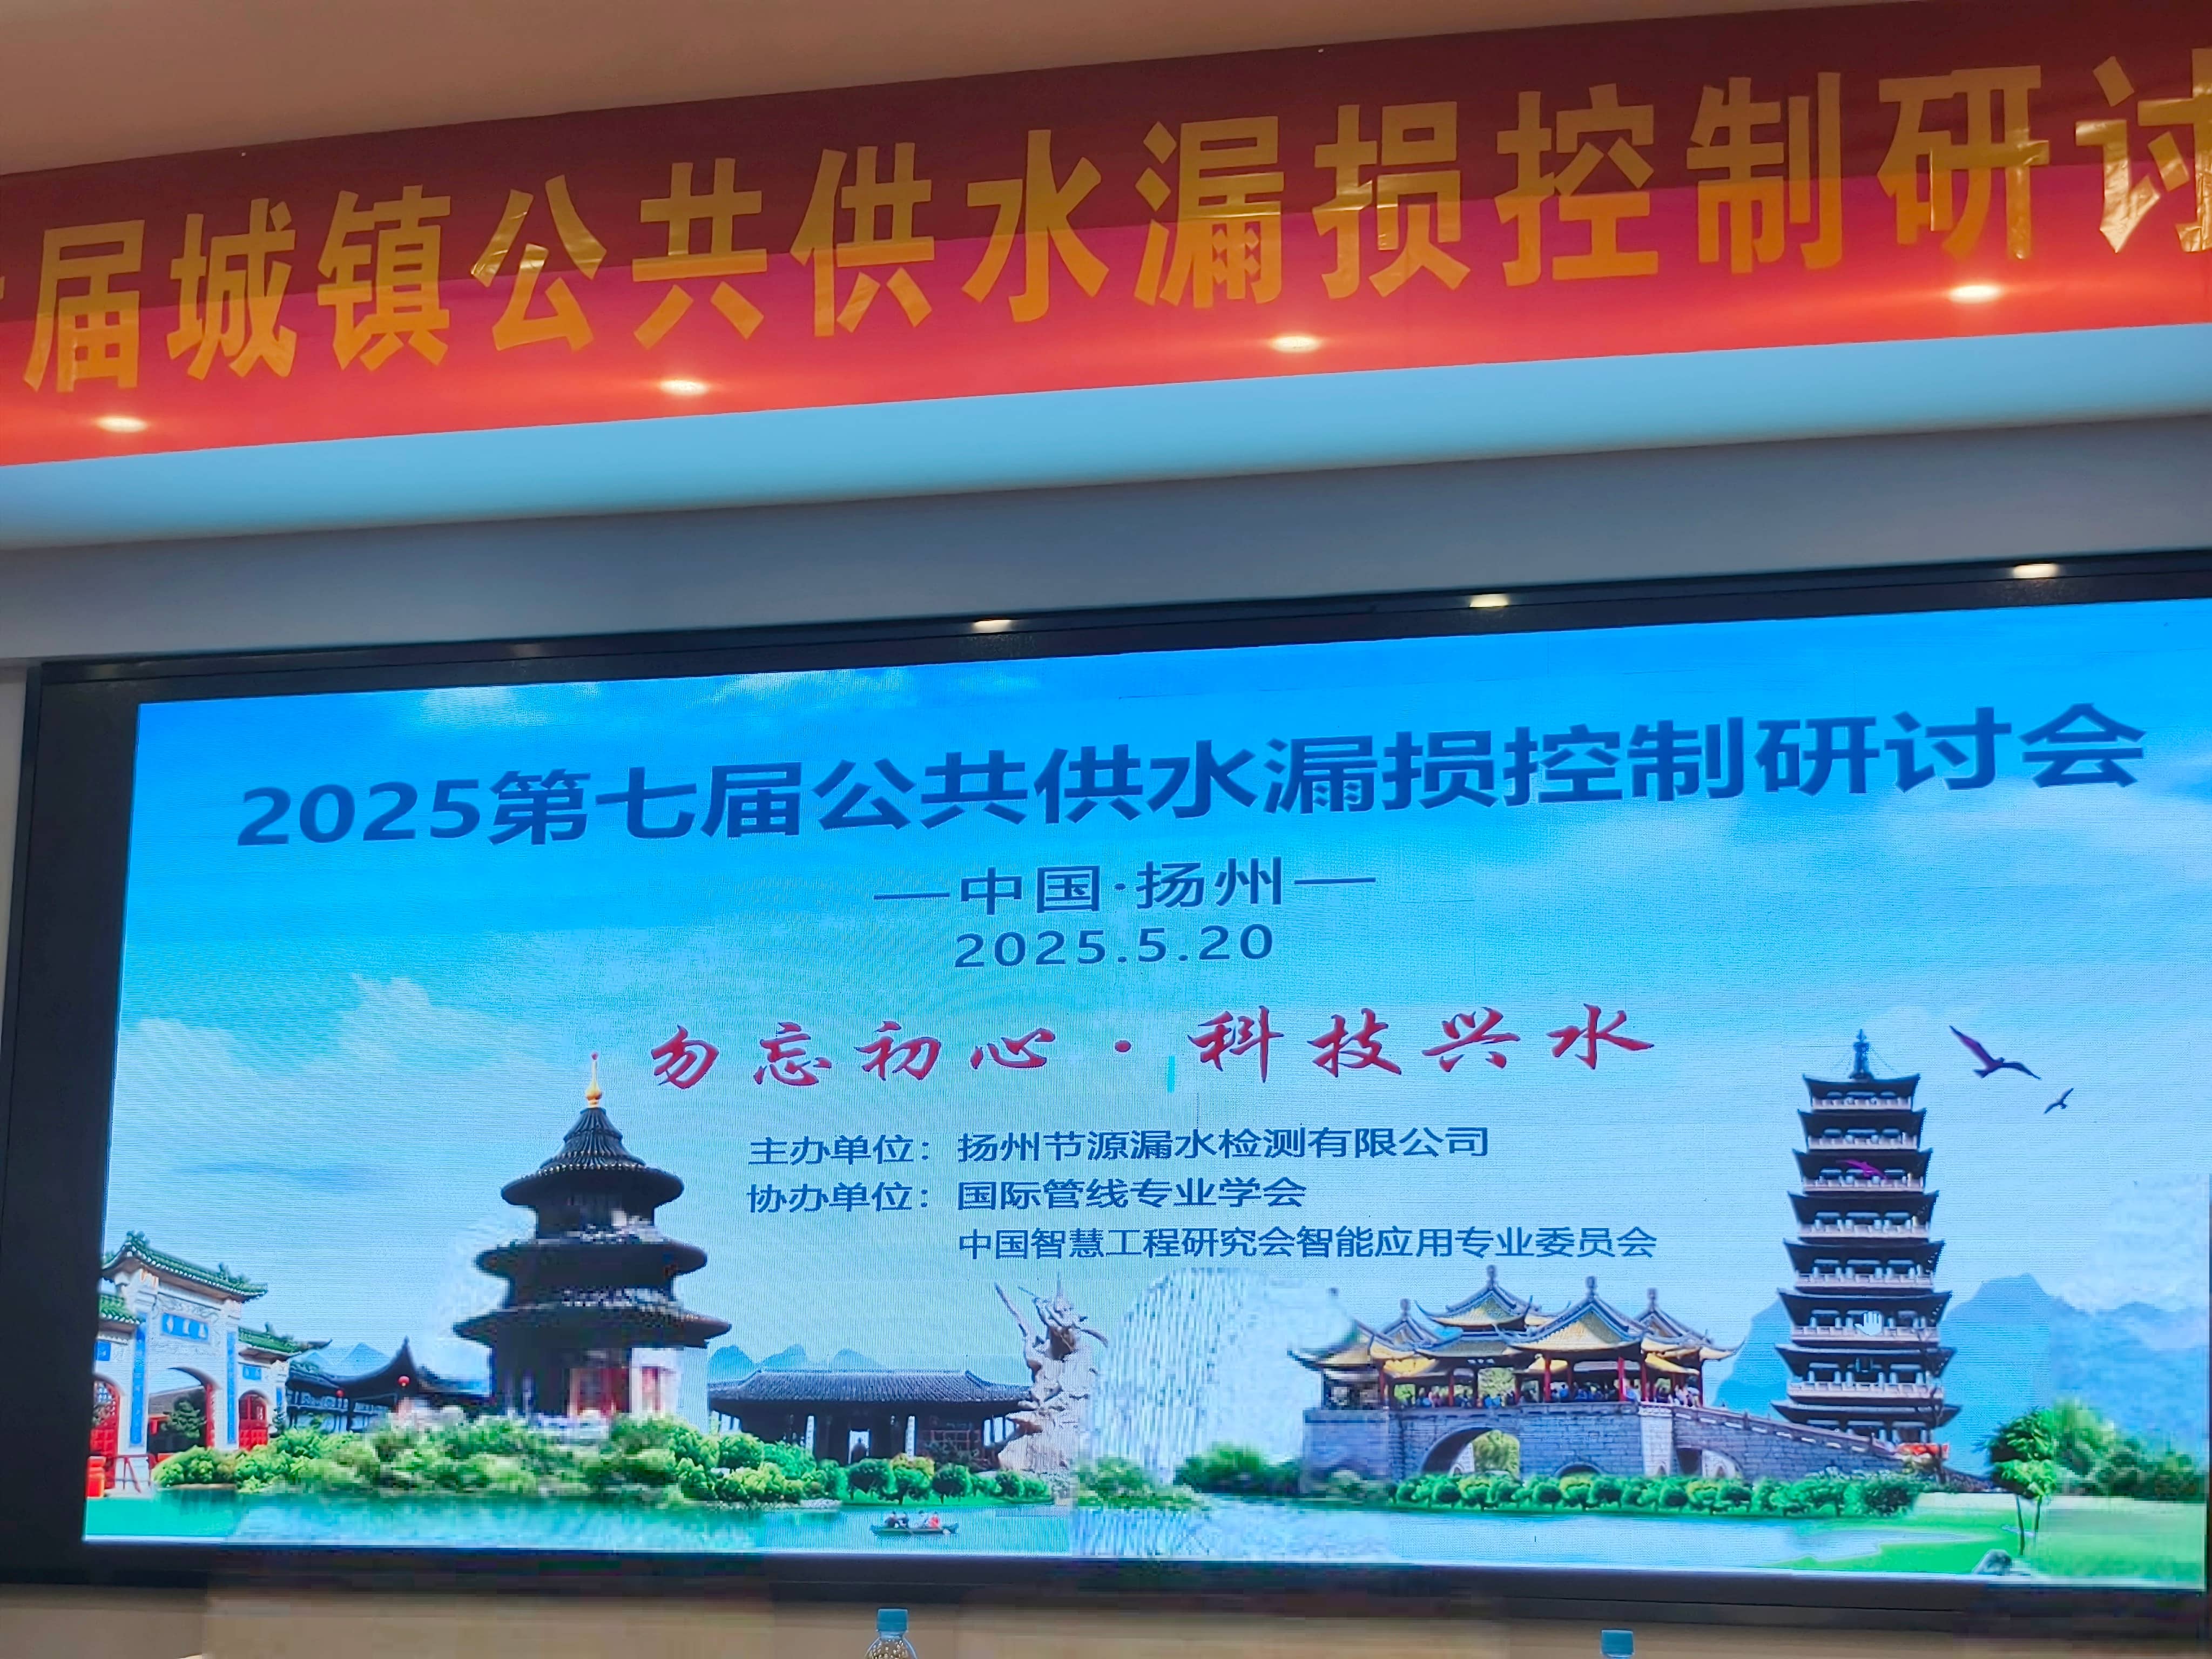 届城镇公共供水漏损控制研讨
2025第七届公共供水漏损控制研讨会
—中国·扬州—
2025.5.20
勿忘初心·科技兴水
主办单位：扬州节源漏水检测有限公司
协办单位：国际管线专业学会
中国智慧工程研究会智能应用专业委员会